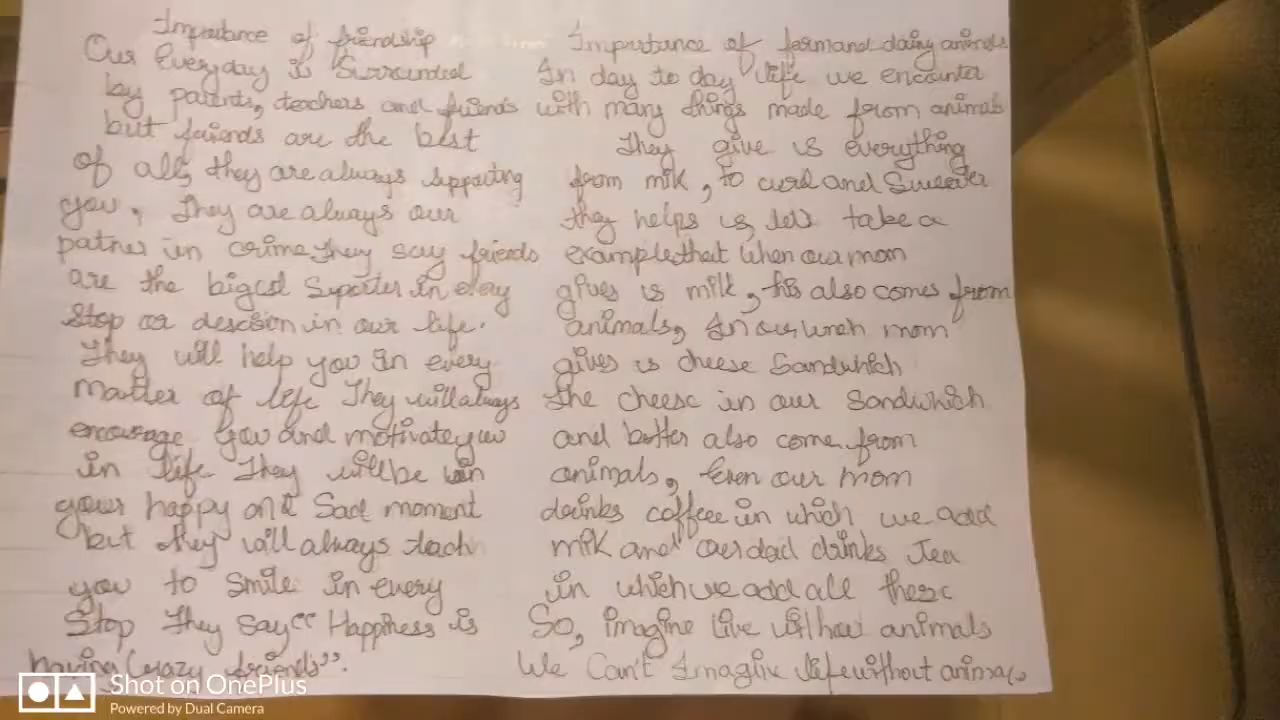 Importance of friendship
Our Everyday is Surrounded
by parents, teachers and friends
but friends are the best
of all, they are always supporting
you, They are always our
patner in crime. They say friends
are the bigest Suporter in every
Stop or descsion in our life.
They will help you in every
matter of life They will always
encourage you and motivate you
in life They will be in
your happy and Sad moment
but they will always teach
you to Smile in every
Stop They say "Happiness is
having Crazy friends".
Importance of farm and dairy animals
In day to day life we encounter
with many things made from animals
They give us everything
from milk, to curd and Sweater
they helps us, let's take a
example that when our mom
gives us milk, this also comes from
animals, In our lunch mom
gives us cheese Sandwhich
The cheese in our Sandwhich
and butter also come from
animals, Even our mom
drinks coffee in which we add
milk and our dad drinks Tea
in which we add all these
So, imagine live without animals
We Can't Imagine life without animals
Shot on OnePlus
Powered by Dual Camera